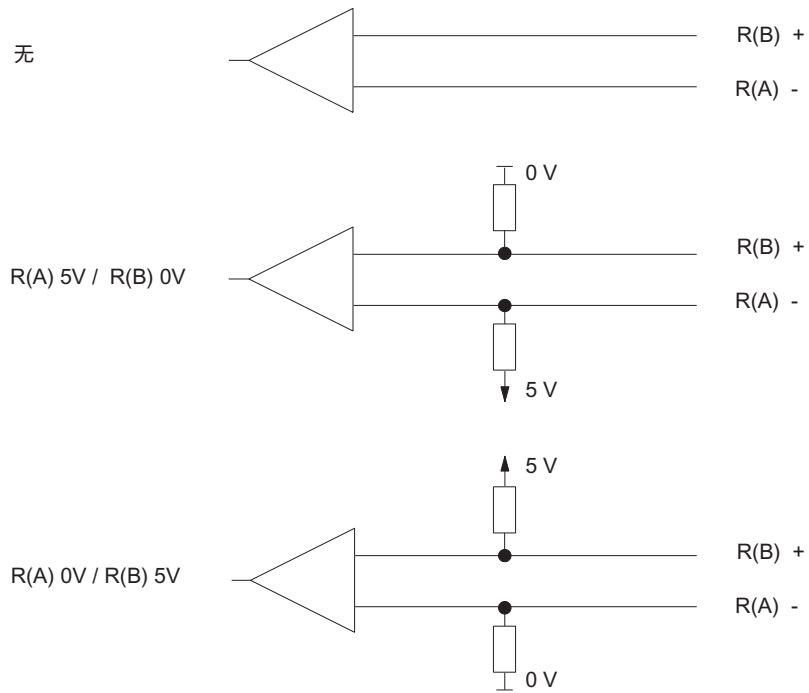 无
R(B) +
R(A) -
0 V
R(A) 5V / R(B) 0V
R(B) +
R(A) -
5 V
5 V
R(A) 0V / R(B) 5V
R(B) +
R(A) -
0 V